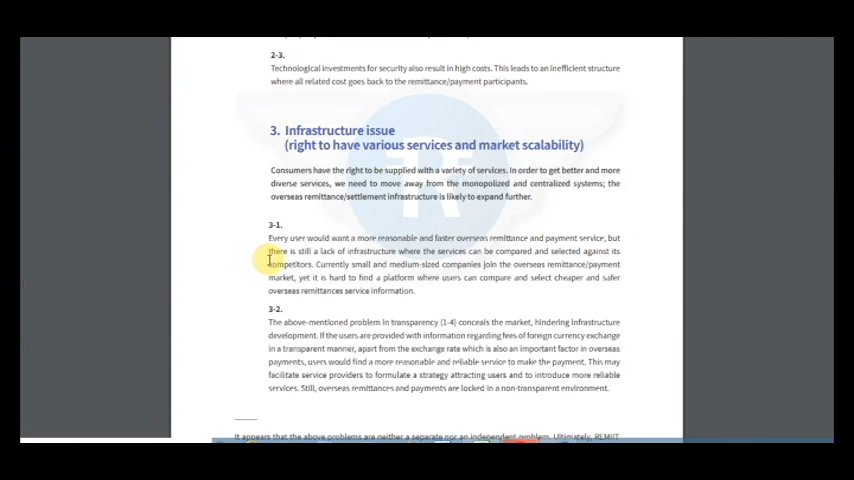 2-3.
Technological investments for security also result in high costs. This leads to an inefficient structure
where all related cost goes back to the remittance/payment participants.
3. Infrastructure issue
(right to have various services and market scalability)
Consumers have the right to be supplied with a variety of services. In order to get better and more
diverse services, we need to move away from the monopolized and centralized systems; the
overseas remittance/settlement infrastructure is likely to expand further.
3-1.
Every user would want a more reasonable and faster overseas remittance and payment service, but
there is still a lack of infrastructure where the services can be compared and selected against its
competitors. Currently small and medium-sized companies join the overseas remittance/payment
market, yet it is hard to find a platform where users can compare and select cheaper and safer
overseas remittances service information.
3-2.
The above-mentioned problem in transparency (1-4) conceals the market, hindering infrastructure
development. If the users are provided with information regarding fees of foreign currency exchange
in a transparent manner, apart from the exchange rate which is also an important factor in overseas
payments, users would find a more reasonable and reliable service to make the payment. This may
facilitate service providers to formulate a strategy attracting users and to introduce more reliable
services. Still, overseas remittances and payments are locked in a non-transparent environment.
It appears that the above problems are neither a separate nor an independent problem. Ultimately, REMIIT